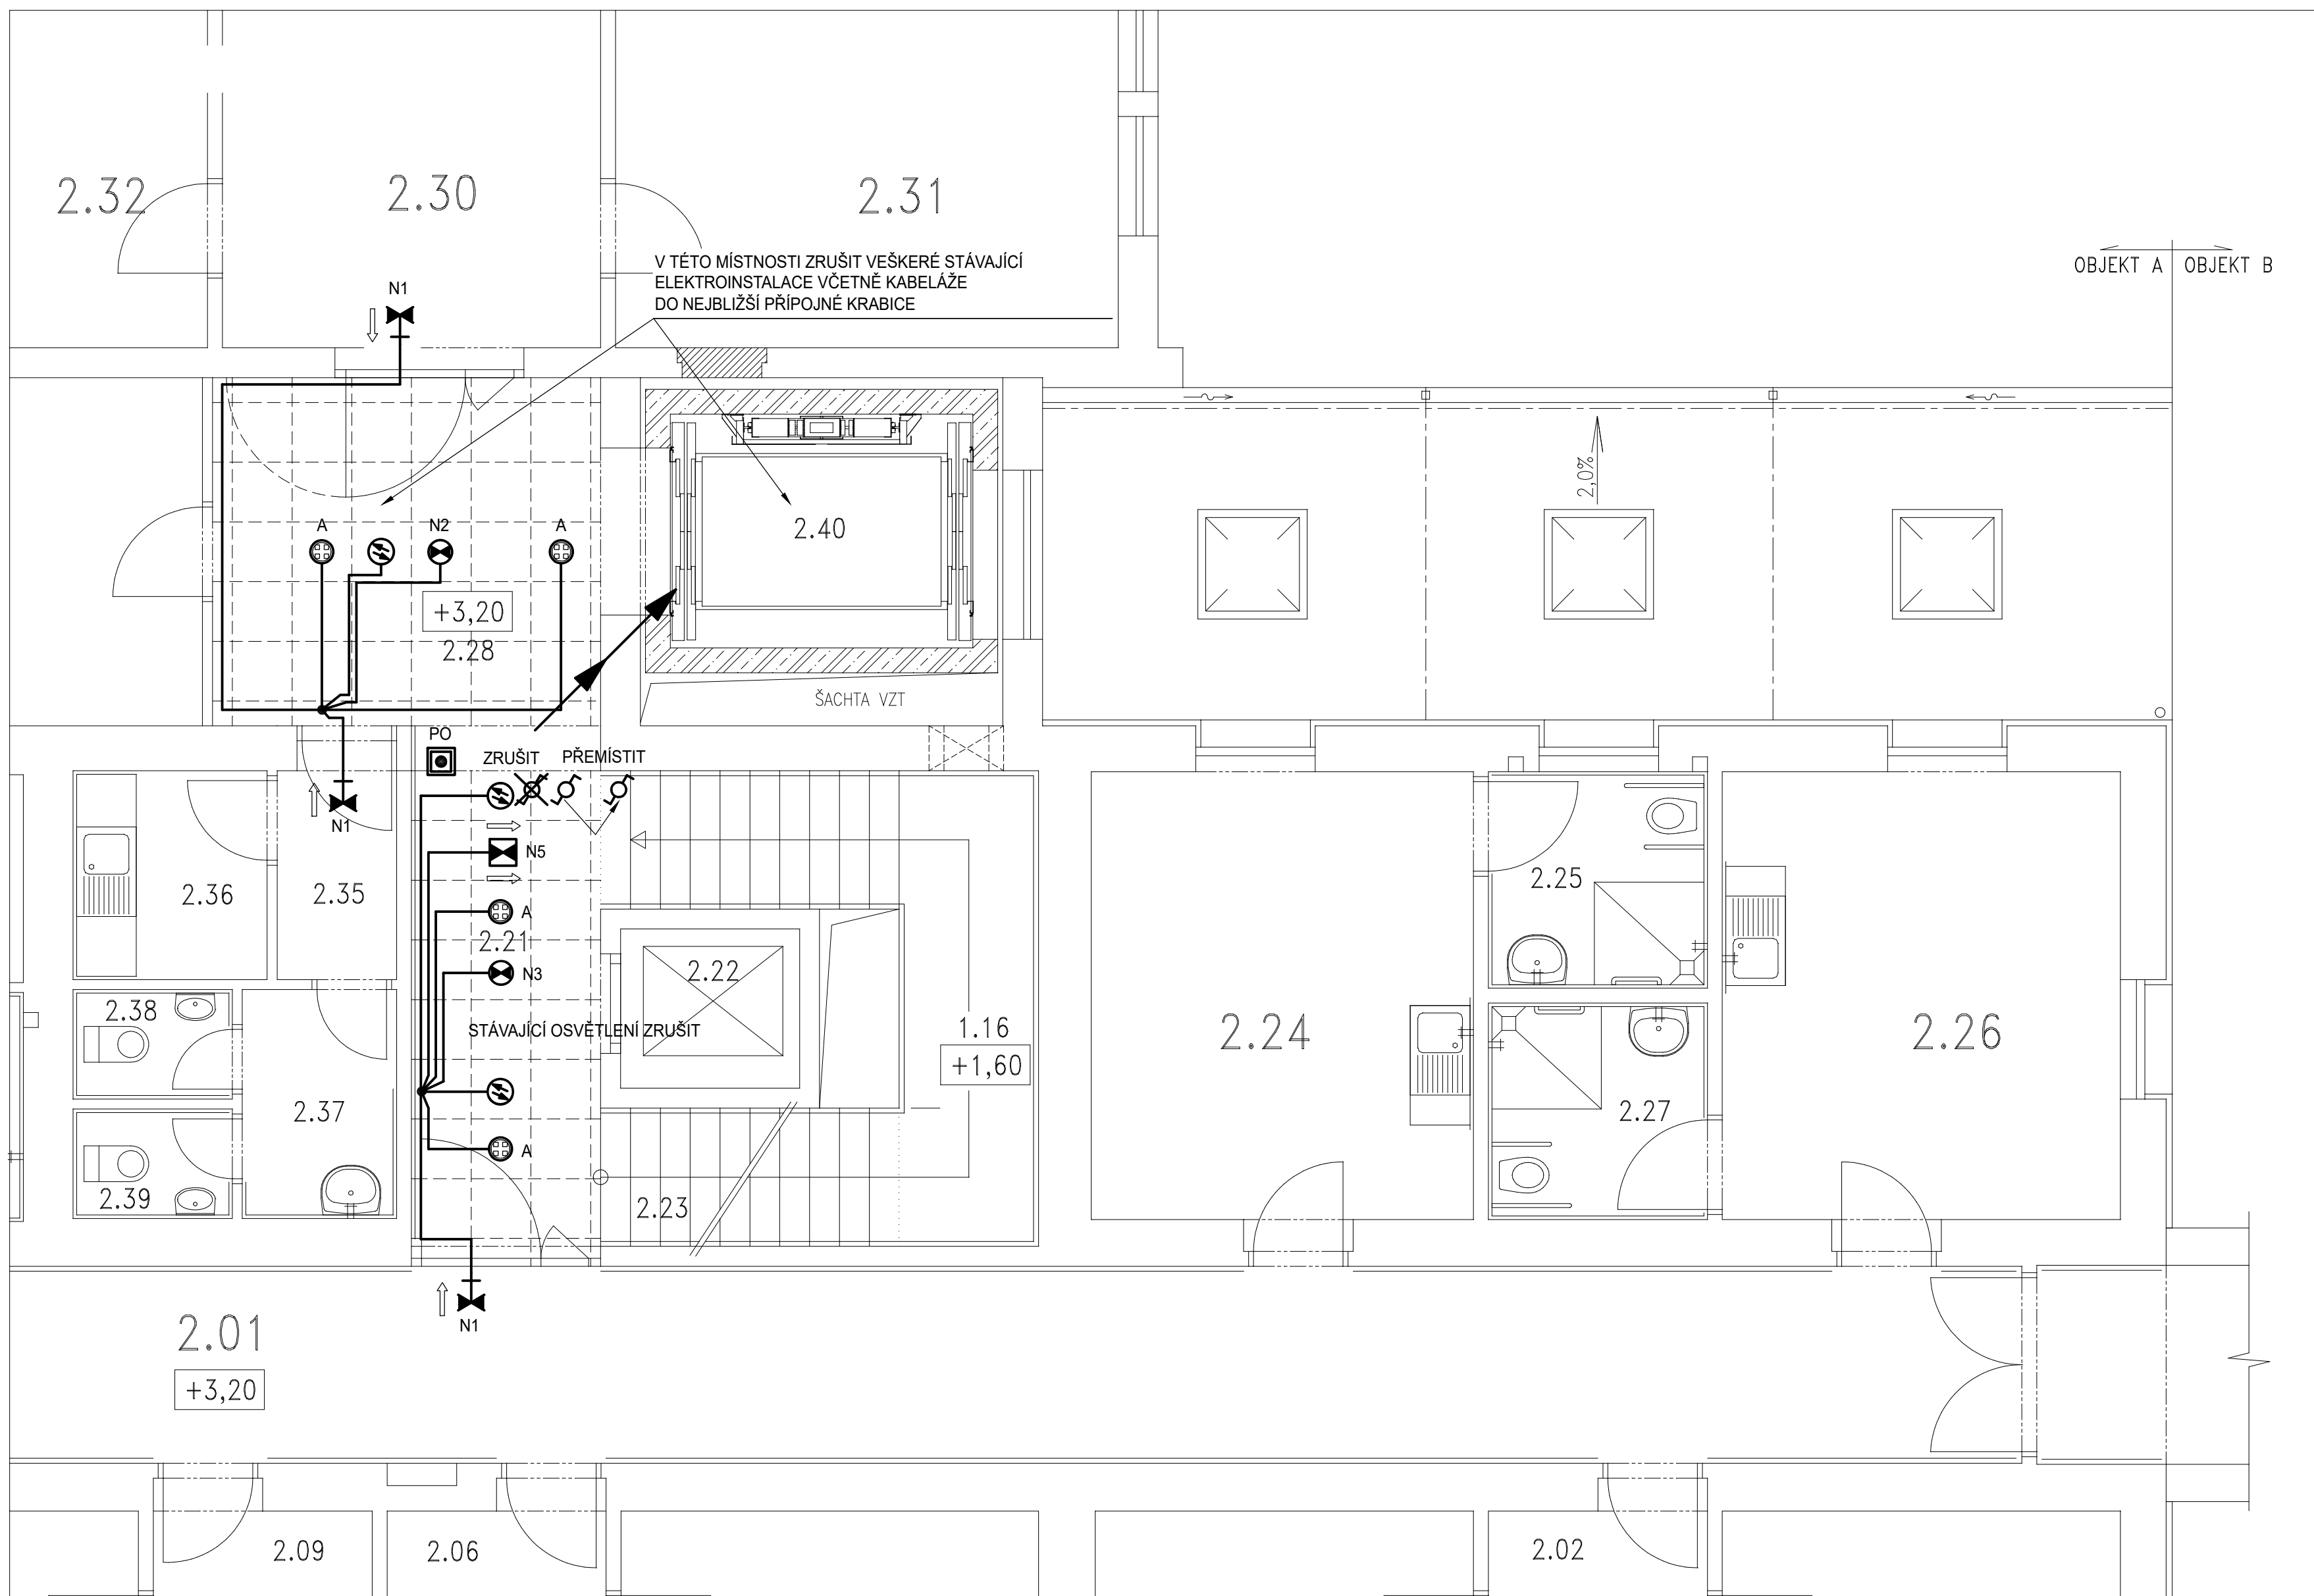 2.32
2.30
2.31
V TÉTO MÍSTNOSTI ZRUŠIT VEŠKERÉ STÁVAJÍCÍ
ELEKTROINSTALACE VČETNĚ KABELÁŽE
DO NEJBLIŽŠÍ PŘÍPOJNÉ KRABICE
OBJEKT A
OBJEKT B
N1
2,0%
A
N2
A
2.40
+3,20
2.28
ŠACHTA VZT
PO
ZRUŠIT
PŘEMÍSTIT
N1
N5
2.36
2.35
2.25
A
2.21
N3
2.22
2.38
STÁVAJÍCÍ OSVĚTLENÍ ZRUŠIT
1.16
+1,60
2.24
2.26
2.37
2.27
A
2.39
2.23
N1
2.01
+3,20
2.09
2.06
2.02